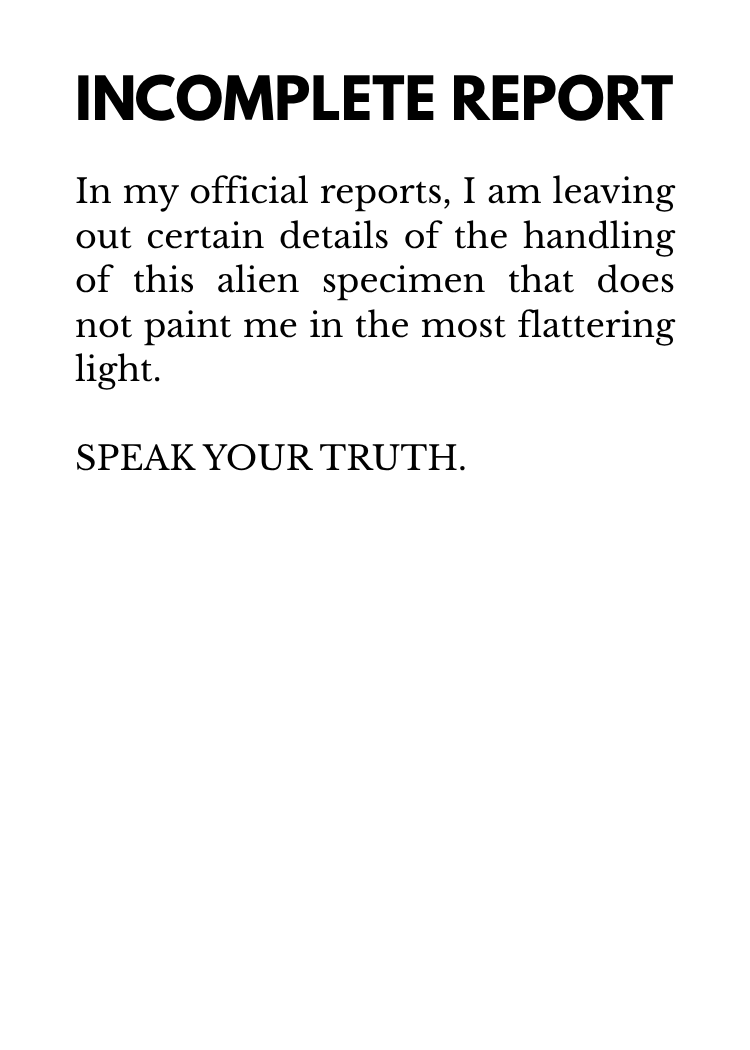 INCOMPLETE REPORT
In my official reports, I am leaving
out certain details of the handling
of this alien specimen that does
not paint me in the most flattering
light.
SPEAK YOUR TRUTH.